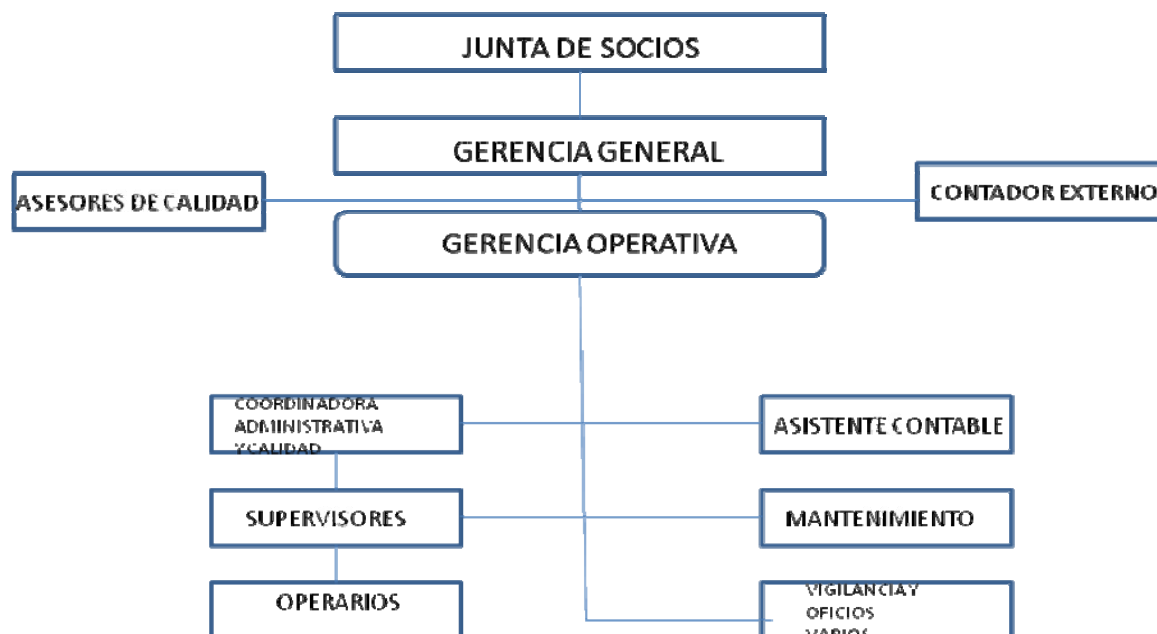 JUNTA DE SOCIOS
GERENCIA GENERAL
ASESORES DE CALIDAD
CONTADOR EXTERNO
GERENCIA OPERATIVA
COORDINADORA
ADMINISTRATIVA
Y CALIDAD
ASISTENTE CONTABLE
SUPERVISORES
MANTENIMIENTO
OPERARIOS
VIGILANCIA Y
OFICIOS
VARIOS